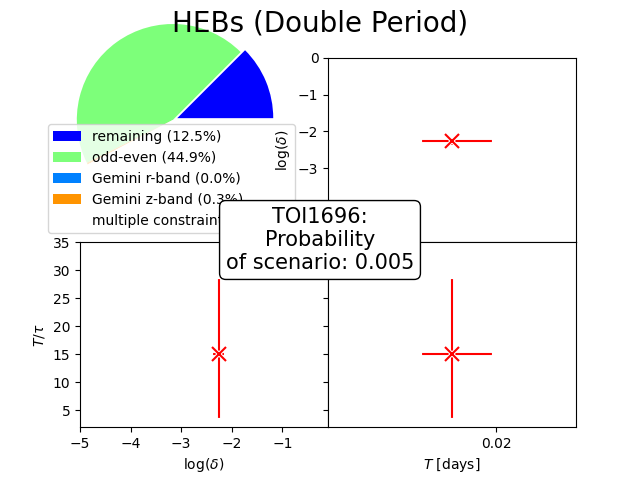 HEBs (Double Period)
remaining (12.5%)
odd-even (44.9%)
Gemini r-band (0.0%)
Gemini z-band (0.3%)
multiple
0
−1
−2
−3
log(δ)
TOI1696:
Probability
of scenario: 0.005
35
30
25
20
15
10
5
T/τ
−5 −4 −3 −2 −1
log(δ)
0.02
T [days]